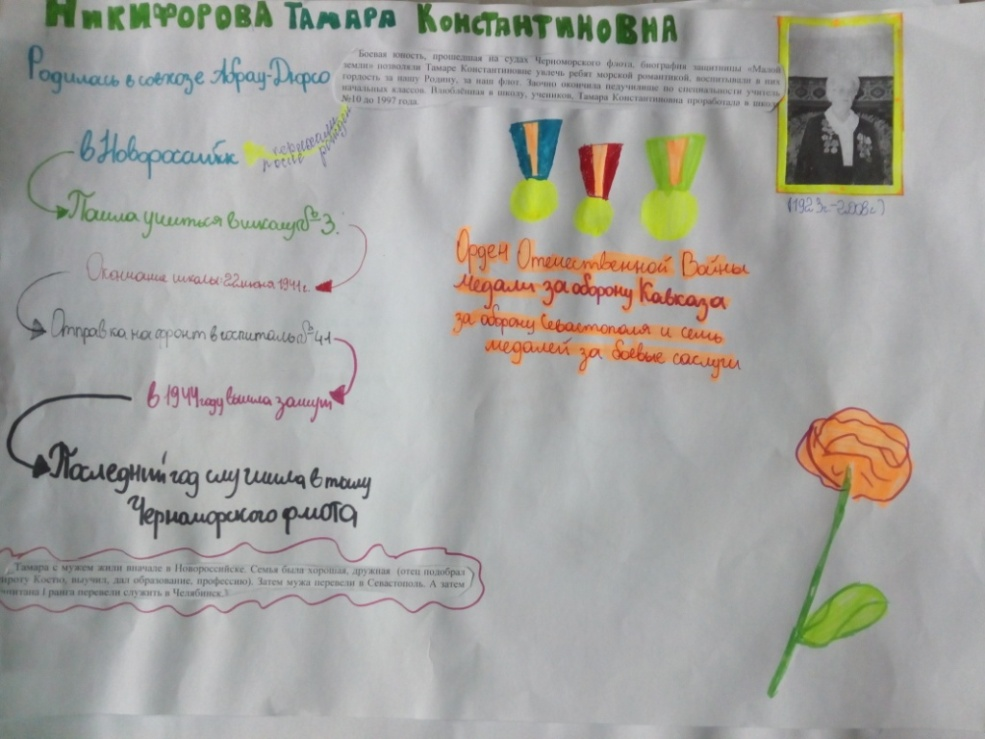 Никифорова Тамара Константиновна
Родилась в совхозе Абрау-Дюрсо
Боевая юность, прошедшая на судах Черноморского флота, биография защитницы «Малой
земли» позволяли Тамаре Константиновне увлечь ребят морской романтикой, воспитывала в них
гордость за нашу Родину, за наш флот. Заочно окончила педучилище по специальности учитель
начальных классов. Влюблённая в школу, учеников, Тамара Константиновна проработала в школе
№10 до 1997 года.
в Новороссийск
переехали
после рождения
Пошла учиться в школу №3.
Окончание школы: 22 июня 1941г.
Отправка на фронт в госпиталь №41
в 1944 году вышла замуж
Последний год служила в тылу
Черноморского флота
Тамара с мужем жили вначале в Новороссийске. Семья была хорошая, дружная (отец подобрал
сироту Костю, выучил, дал образование, профессию). Затем мужа перевели в Севастополь. А затем
капитана I ранга перевели служить в Челябинск.
(1923г-2008г)
Орден Отечественной Войны
медали за оборону Кавказа
за оборону Севастополя и семь
медалей за боевые саслуги